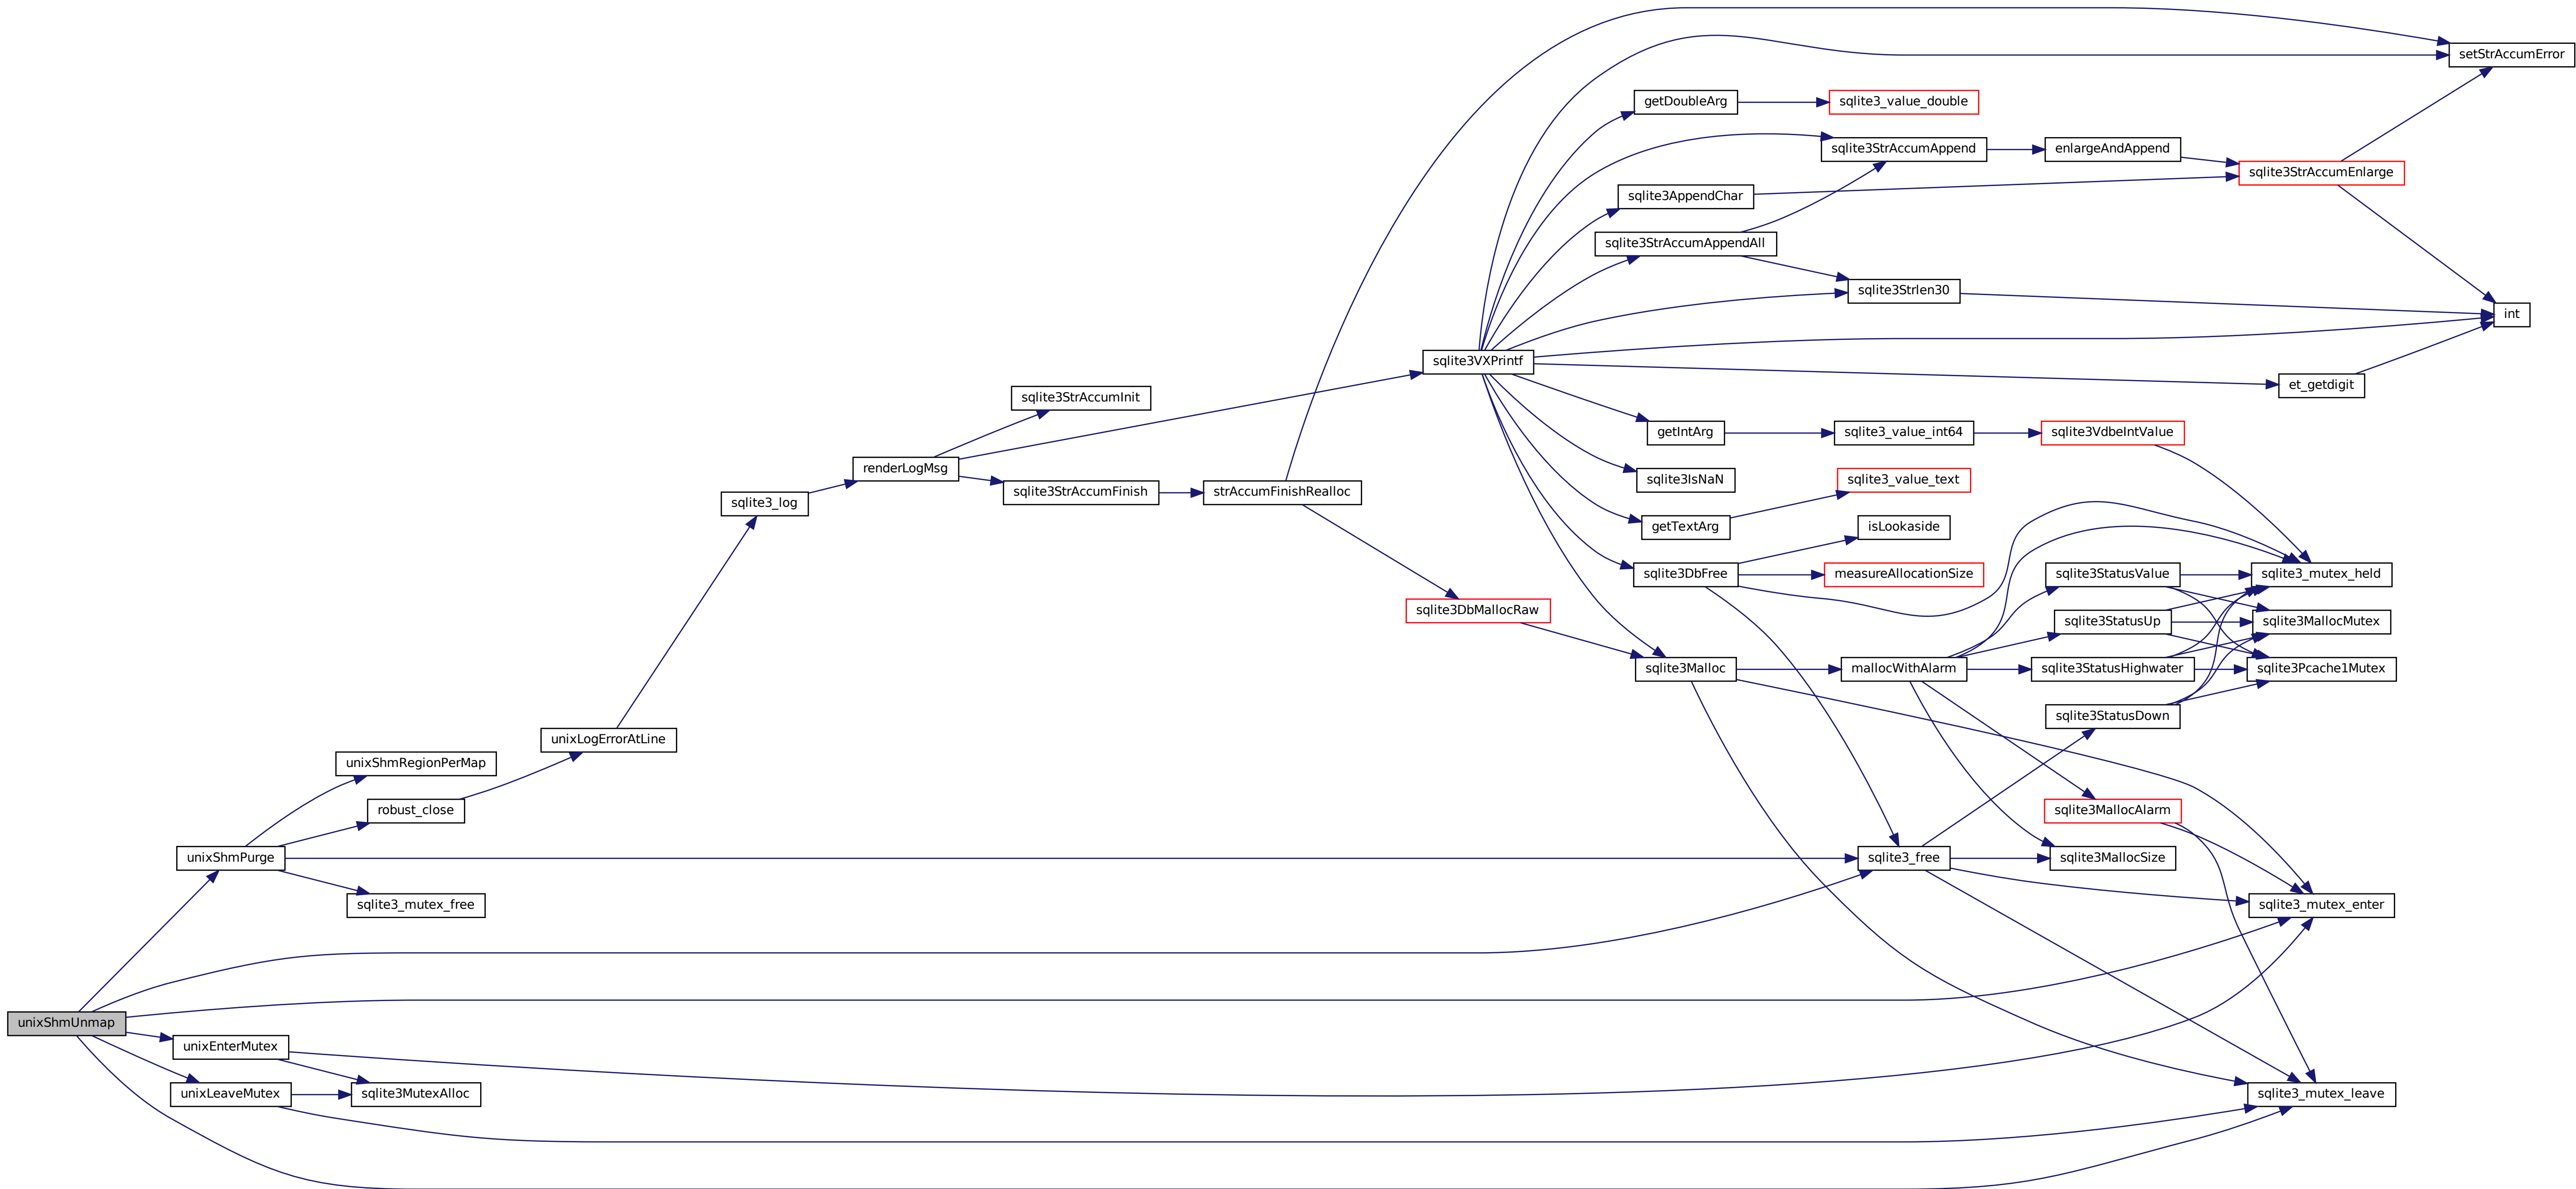 unixShmUnmap
unixShmPurge
unixEnterMutex
unixLeaveMutex
unixShmRegionPerMap
robust_close
sqlite3_mutex_free
sqlite3MutexAlloc
unixLogErrorAtLine
sqlite3_log
renderLogMsg
sqlite3StrAccumInit
sqlite3StrAccumFinish
strAccumFinishRealloc
sqlite3VXPrintf
sqlite3DbMallocRaw
getDoubleArg
sqlite3AppendChar
sqlite3StrAccumAppendAll
getIntArg
sqlite3IsNaN
getTextArg
sqlite3DbFree
sqlite3Malloc
sqlite3_value_double
sqlite3StrAccumAppend
sqlite3Strlen30
sqlite3_value_int64
sqlite3_value_text
isLookaside
measureAllocationSize
mallocWithAlarm
sqlite3_free
enlargeAndAppend
sqlite3VdbeIntValue
sqlite3StatusValue
sqlite3StatusUp
sqlite3StatusHighwater
sqlite3StatusDown
sqlite3MallocAlarm
sqlite3MallocSize
sqlite3StrAccumEnlarge
et_getdigit
sqlite3_mutex_held
sqlite3MallocMutex
sqlite3Pcache1Mutex
sqlite3_mutex_enter
sqlite3_mutex_leave
setStrAccumError
int